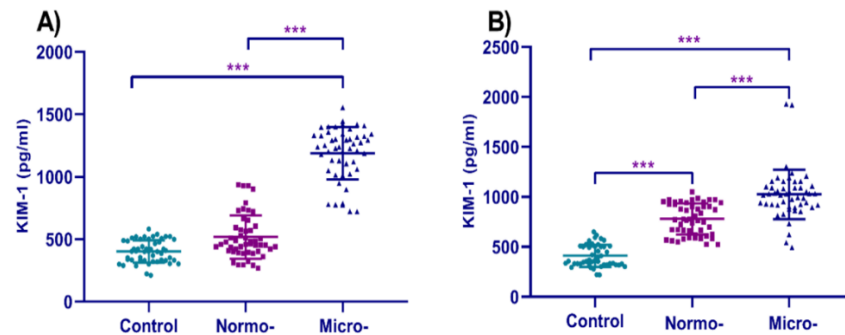 A)
***
***
2000
1500
1000
500
0
KIM-1 (pg/ml)
Control Normo- Micro-
B)
***
***
***
2500
2000
1500
1000
500
0
KIM-1 (pg/ml)
Control Normo- Micro-